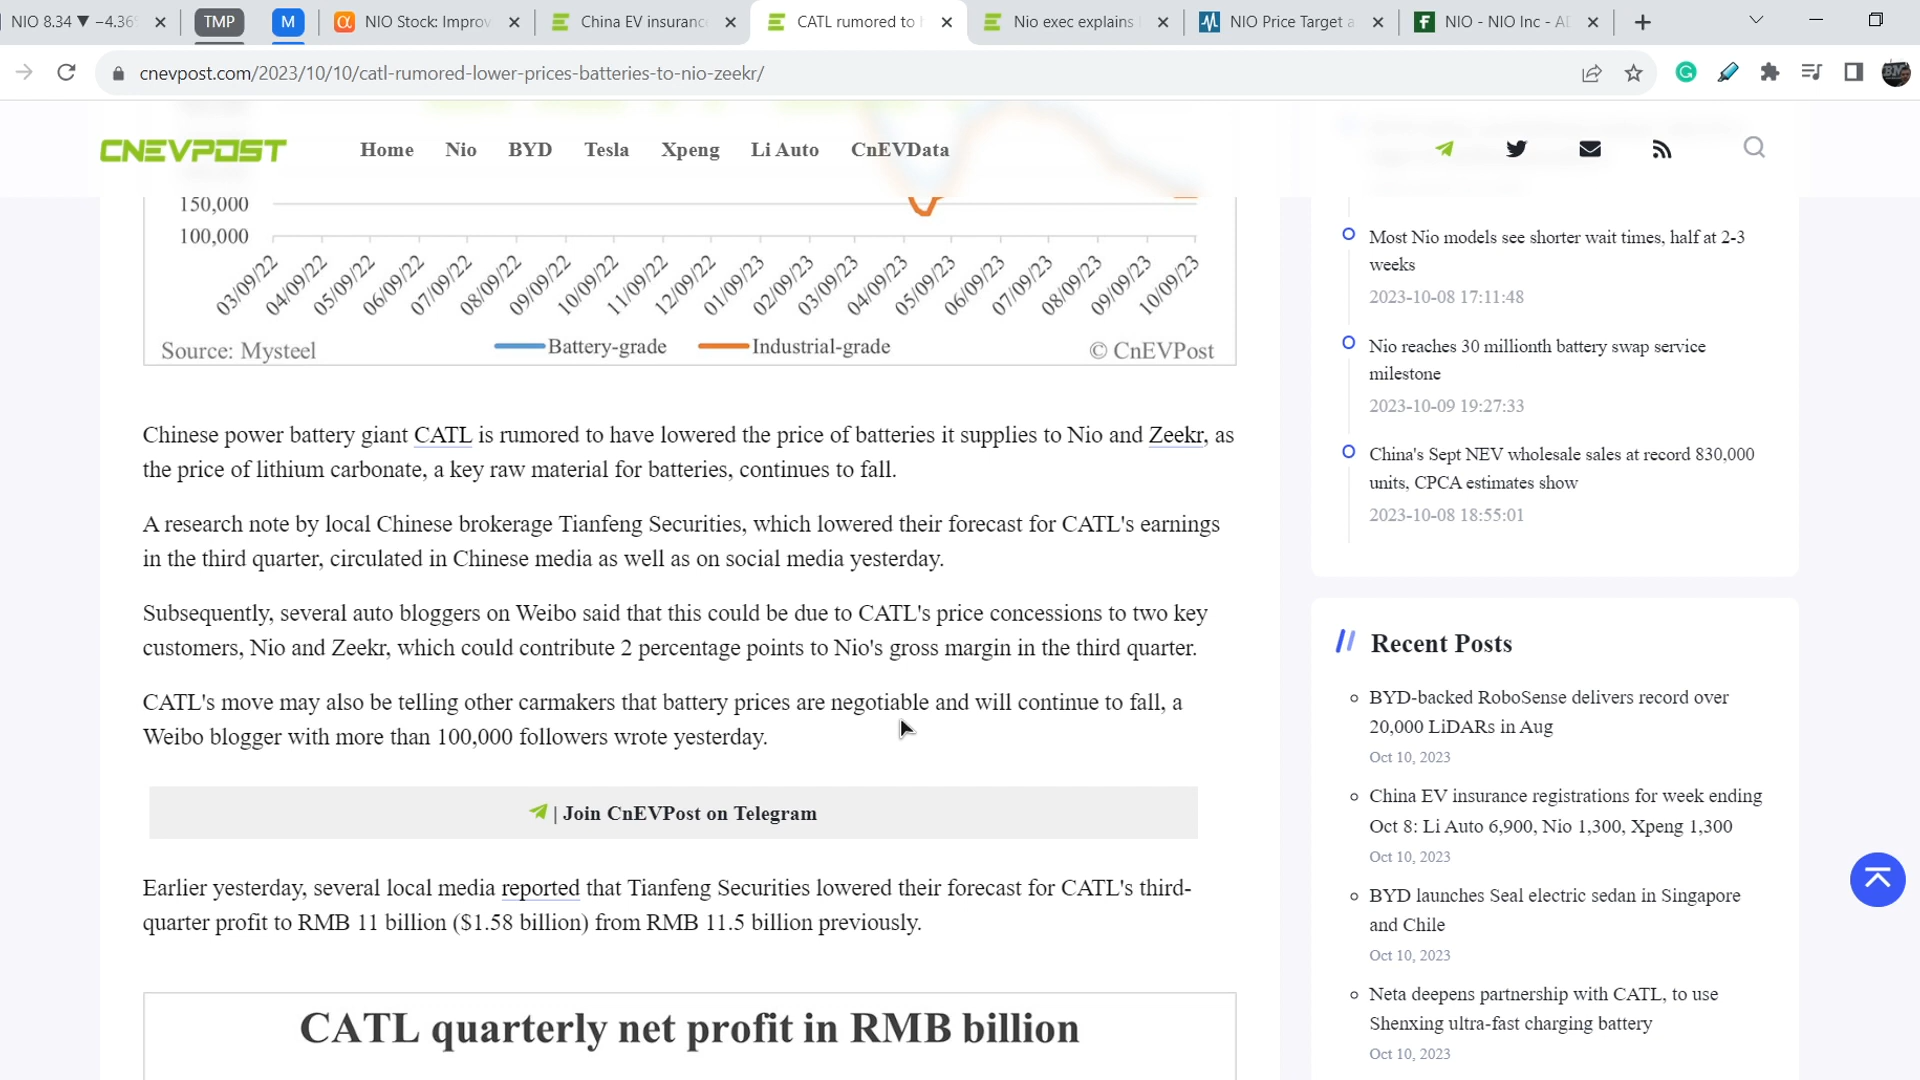 NIO 8.34 ▼ −4.36
TMP
M
NIO Stock: Improv
China EV insuranc
CATL rumored to h
Nio exec explains
NIO Price Target a
NIO - NIO Inc - A
cnevpost.com/2023/10/10/catl-rumored-lower-prices-batteries-to-nio-zeekr/
CNEVPOST
Home Nio BYD Tesla Xpeng Li Auto CnEVData
150,000
100,000
03/09/22 04/09/22 05/09/22 06/09/22 07/09/22 08/09/22 09/09/22 10/09/22 11/09/22 12/09/22 01/09/23 02/09/23 03/09/23 04/09/23 05/09/23 06/09/23 07/09/23 08/09/23 09/09/23 10/09/23
Source: Mysteel Battery-grade Industrial-grade © CnEVPost
Chinese power battery giant CATL is rumored to have lowered the price of batteries it supplies to Nio and Zeekr, as
the price of lithium carbonate, a key raw material for batteries, continues to fall.
A research note by local Chinese brokerage Tianfeng Securities, which lowered their forecast for CATL's earnings
in the third quarter, circulated in Chinese media as well as on social media yesterday.
Subsequently, several auto bloggers on Weibo said that this could be due to CATL's price concessions to two key
customers, Nio and Zeekr, which could contribute 2 percentage points to Nio's gross margin in the third quarter.
CATL's move may also be telling other carmakers that battery prices are negotiable and will continue to fall, a
Weibo blogger with more than 100,000 followers wrote yesterday.
| Join CnEVPost on Telegram
Earlier yesterday, several local media reported that Tianfeng Securities lowered their forecast for CATL's third-
quarter profit to RMB 11 billion ($1.58 billion) from RMB 11.5 billion previously.
CATL quarterly net profit in RMB billion
Most Nio models see shorter wait times, half at 2-3
weeks
2023-10-08 17:11:48
Nio reaches 30 millionth battery swap service
milestone
2023-10-09 19:27:33
China's Sept NEV wholesale sales at record 830,000
units, CPCA estimates show
2023-10-08 18:55:01
Recent Posts
BYD-backed RoboSense delivers record over
20,000 LiDARs in Aug
Oct 10, 2023
China EV insurance registrations for week ending
Oct 8: Li Auto 6,900, Nio 1,300, Xpeng 1,300
Oct 10, 2023
BYD launches Seal electric sedan in Singapore
and Chile
Oct 10, 2023
Neta deepens partnership with CATL, to use
Shenxing ultra-fast charging battery
Oct 10, 2023